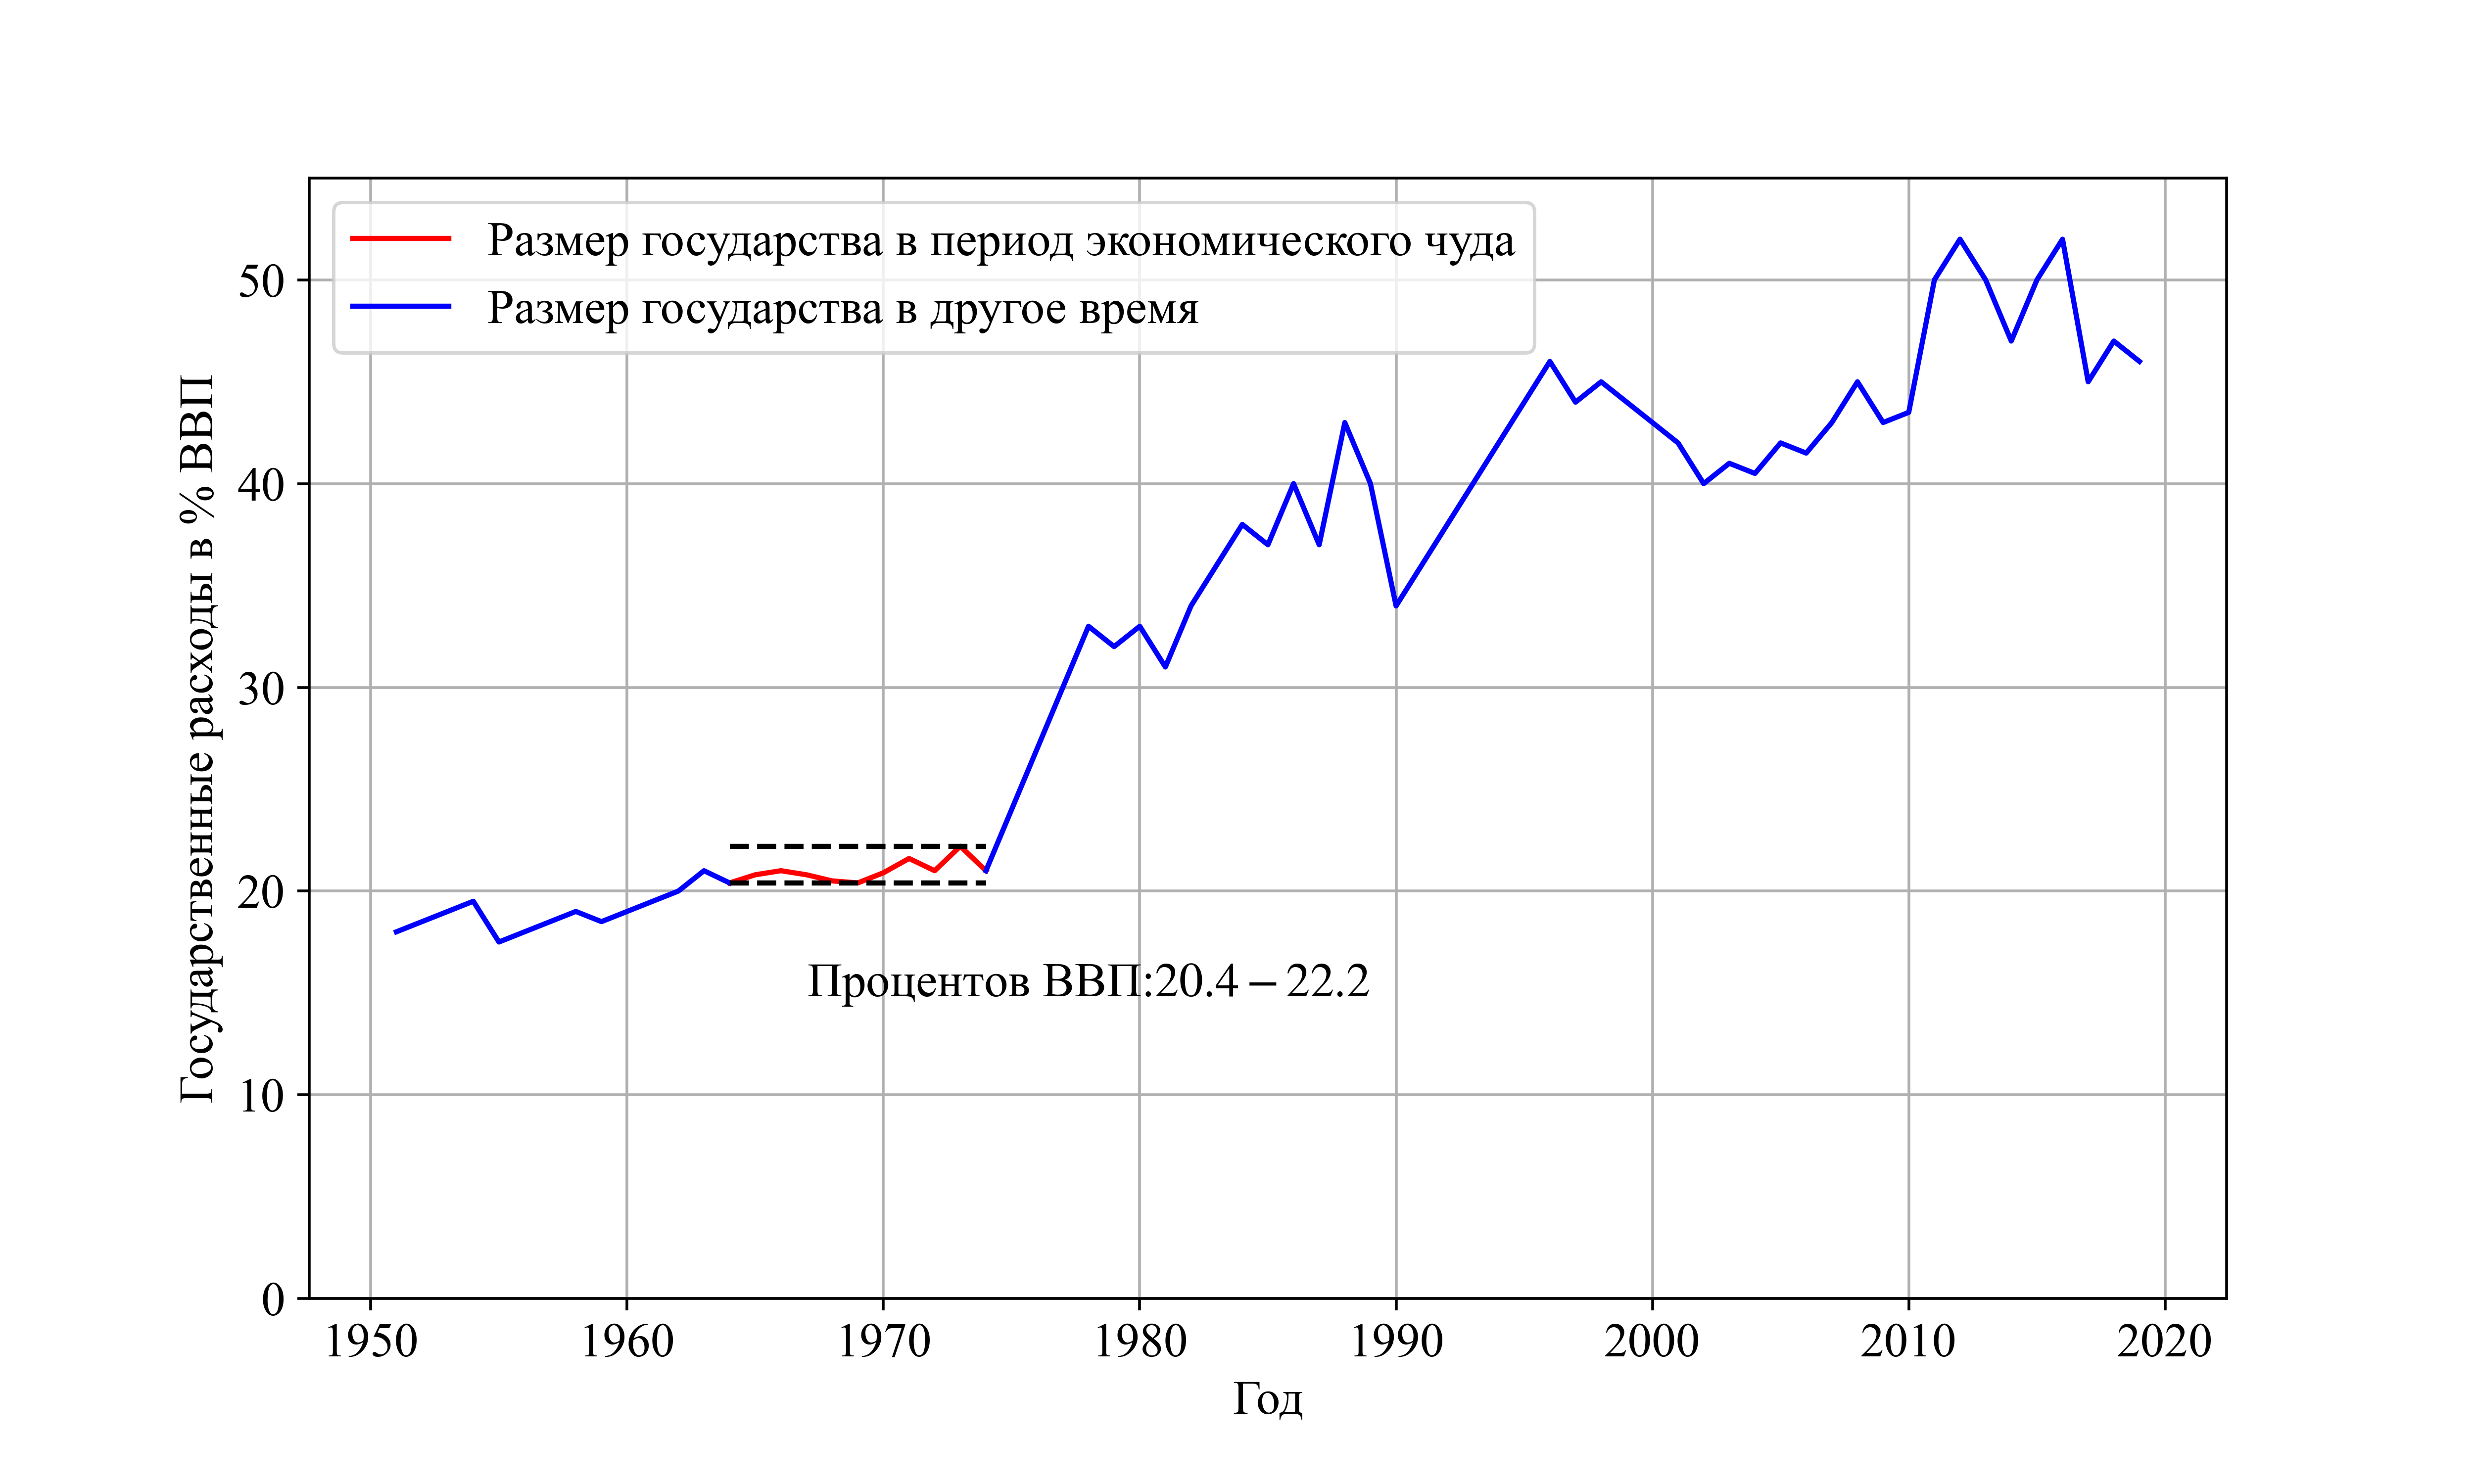 Размер государства в период экономического чуда
Размер государства в другое время
Государственные расходы в % ВВП
50
40
30
20
10
0
Процентов ВВП:20.4 − 22.2
1950 1960 1970 1980 1990 2000 2010 2020
Год